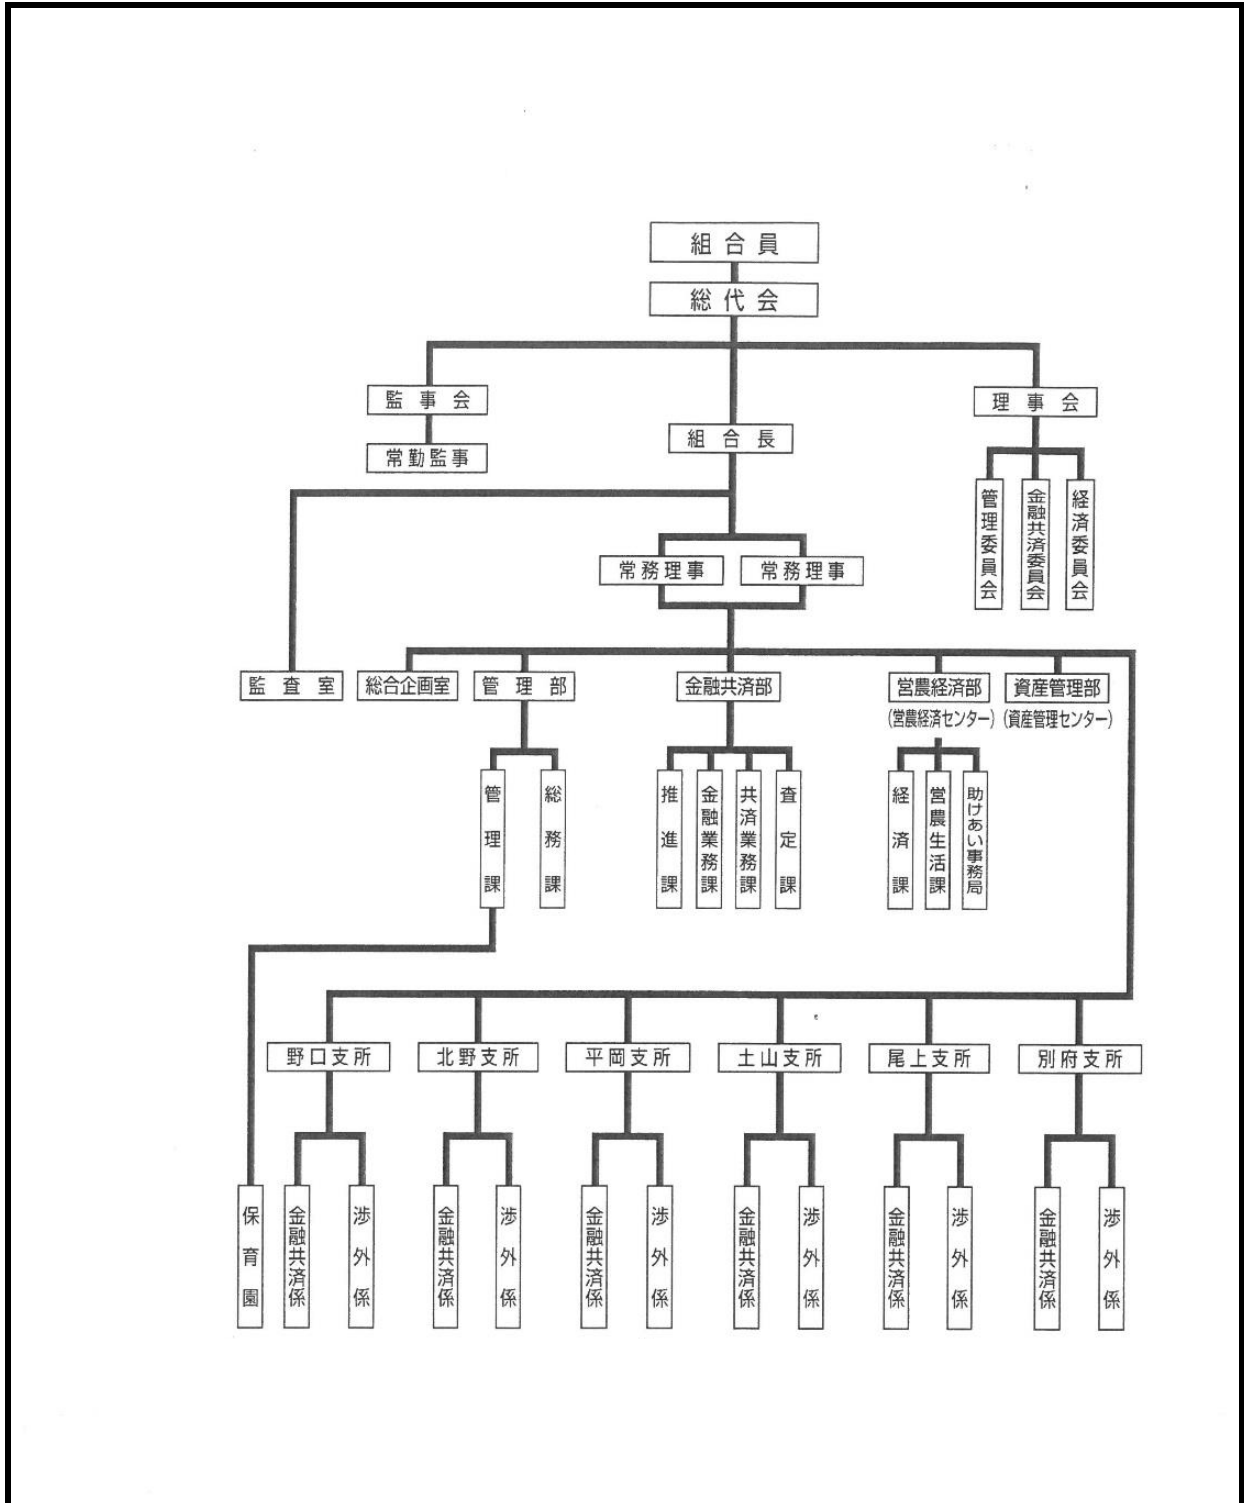 組合員
総代会
監事会
理事会
組合長
常勤監事
管理委員会
金融共済委員会
経済委員会
常務理事
常務理事
監査室
総合企画室
管理部
金融共済部
営農経済部
資産管理部
(営農経済センター)
(資産管理センター)
管理課
総務課
推進課
金融業務課
共済業務課
査定課
経済課
営農生活課
助けあい事務局
野口支所
北野支所
平岡支所
土山支所
尾上支所
別府支所
保育園
金融共済係
渉外係
金融共済係
渉外係
金融共済係
渉外係
金融共済係
渉外係
金融共済係
渉外係
金融共済係
渉外係